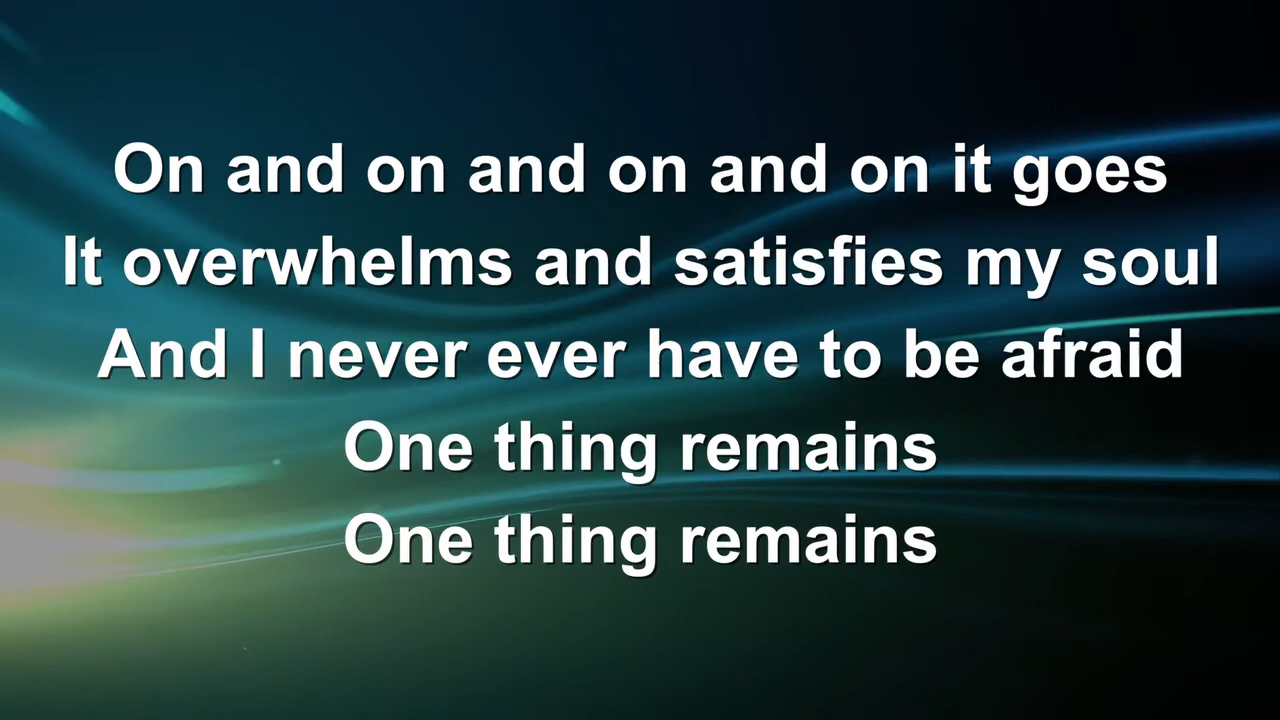 On and on and on and on it goes
It overwhelms and satisfies my soul
And I never ever have to be afraid
One thing remains
One thing remains